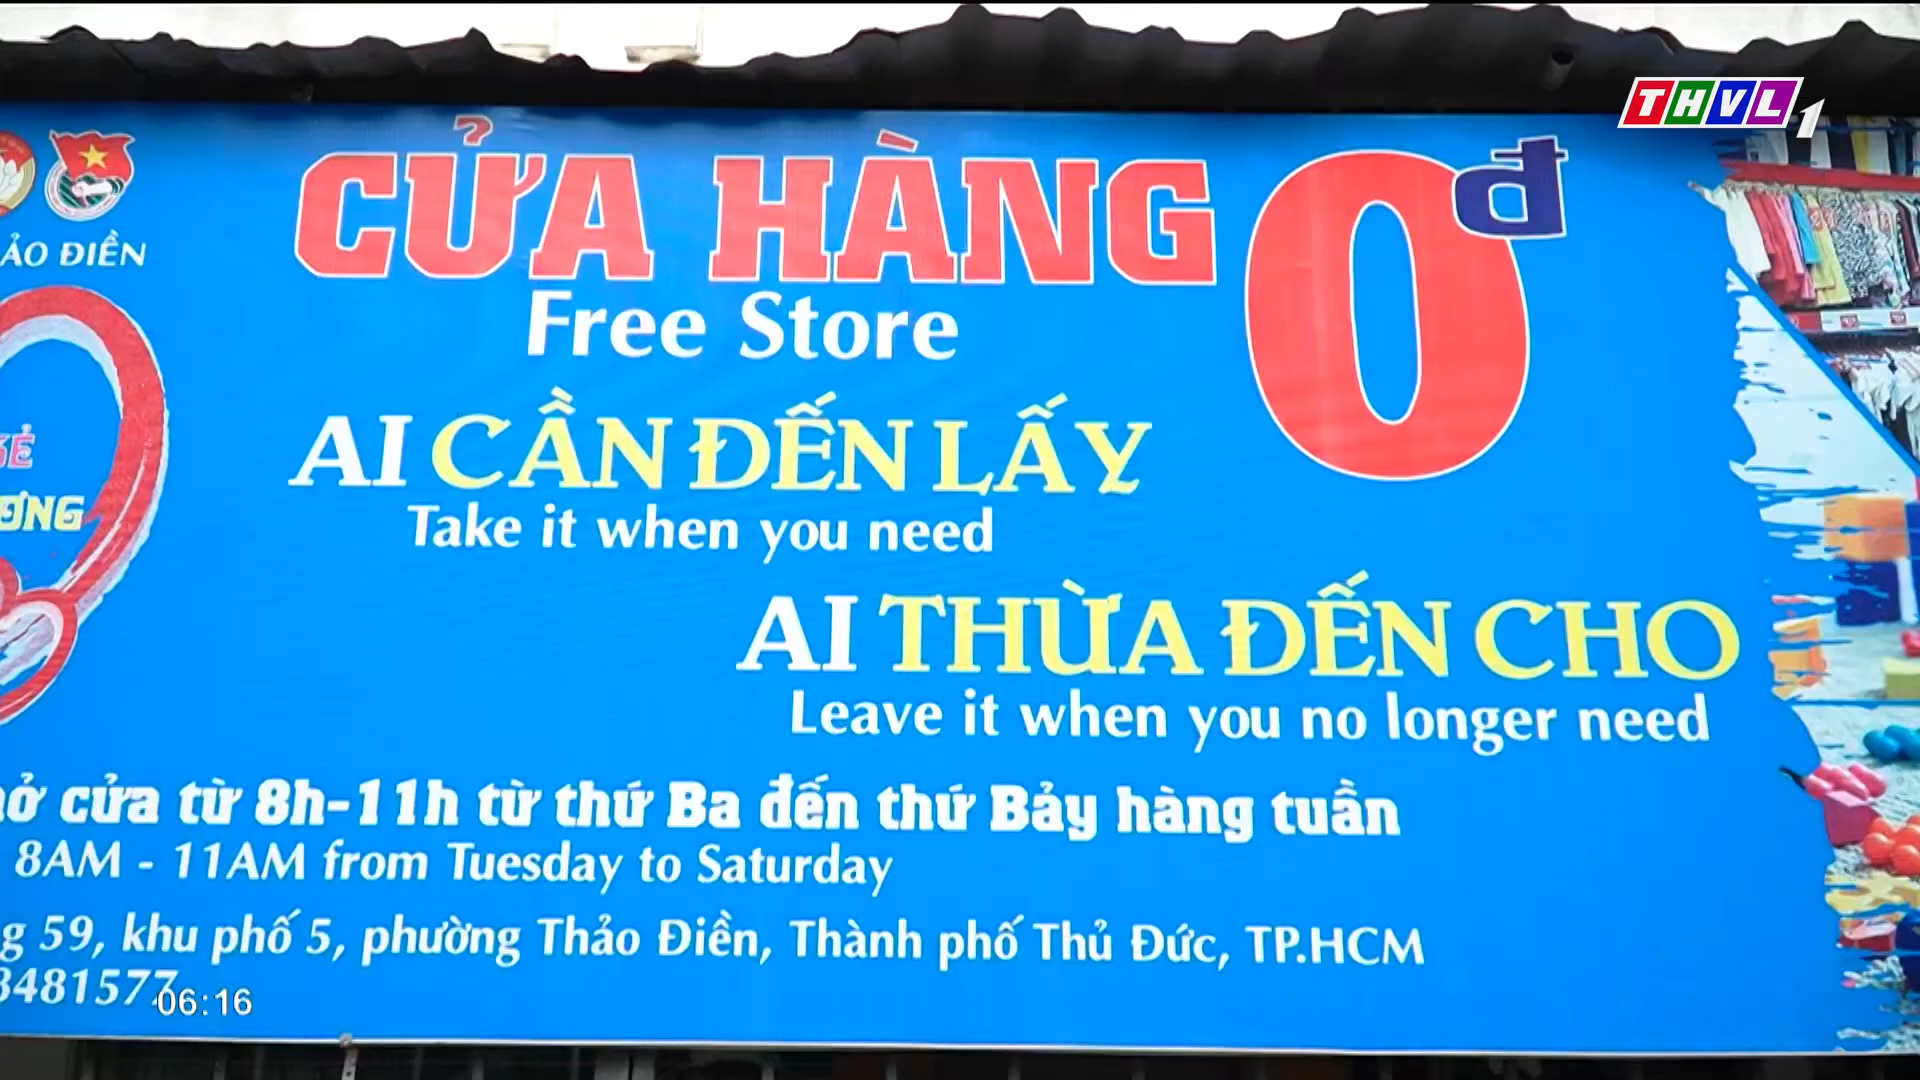 THVL1
CỬA HÀNG 0đ
ẢO ĐIỀN
Free Store
AI CẦN ĐẾN LẤY
Take it when you need
AI THỪA ĐẾN CHO
Leave it when you no longer need
cửa từ 8h-11h từ thứ Ba đến thứ Bảy hàng tuần
8AM - 11AM from Tuesday to Saturday
59, khu phố 5, phường Thảo Điền, Thành phố Thủ Đức, TP.HCM
8481577
06:16